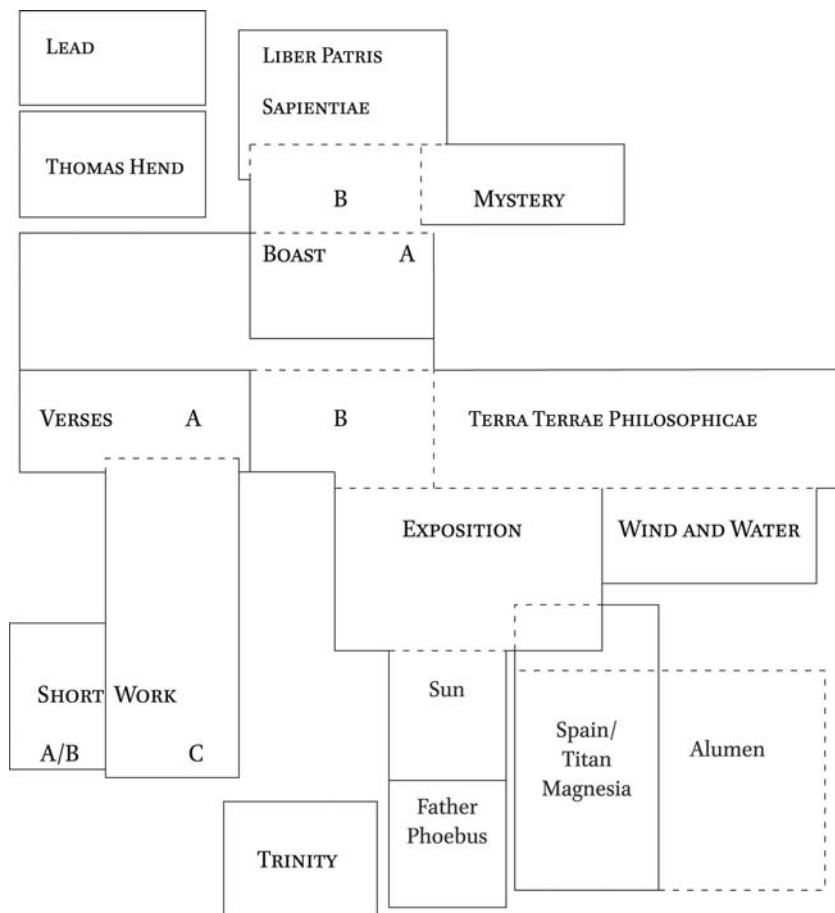 LEAD
LIBER PATRIS
SAPIENTIAE
THOMAS HEND
B
MYSTERY
BOAST A
VERSES A
B
TERRA TERRAE PHILOSOPHICAE
EXPOSITION
WIND AND WATER
SHORT WORK
A/B C
Sun
Spain/
Titan
Magnesia
Alumen
Father
Phoebus
TRINITY